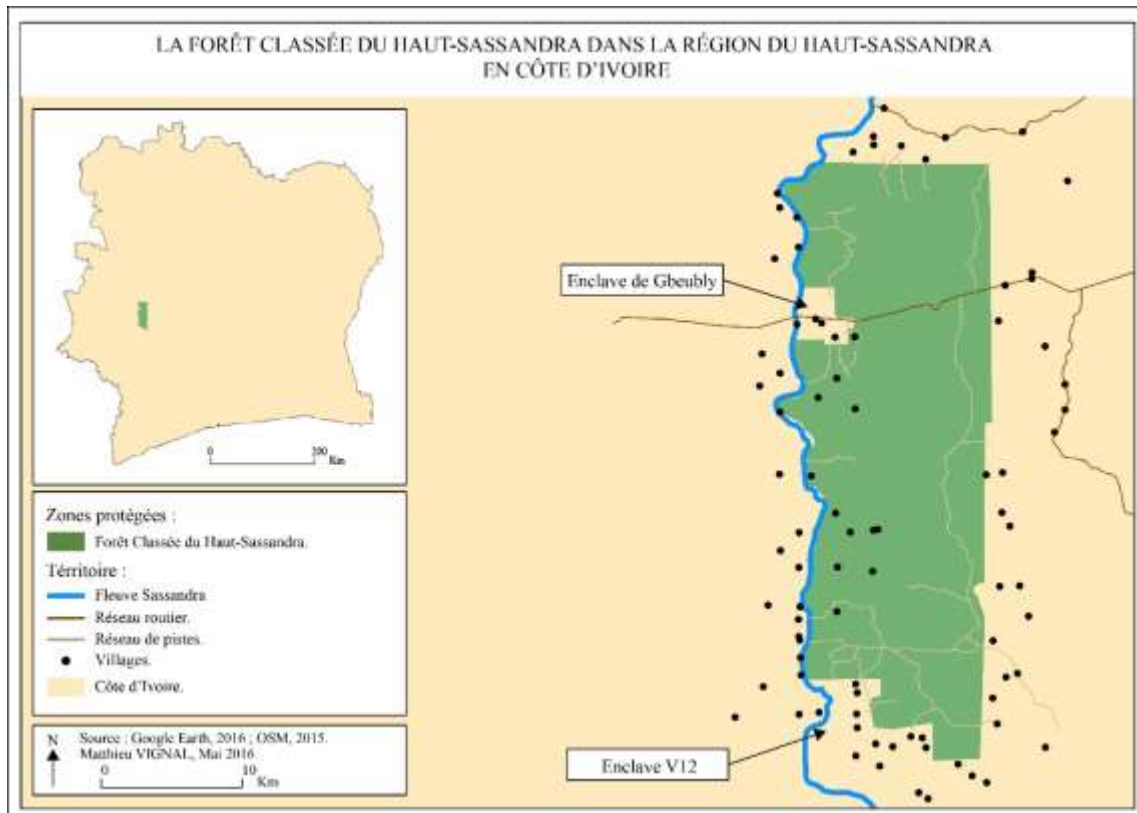 LA FORÊT CLASSÉE DU HAUT-SASSANDRA DANS LA RÉGION DU HAUT-SASSANDRA
EN CÔTE D'IVOIRE
Enclave de Gbeubly
0 200
Km
Zones protégées :
Forêt Classée du Haut-Sassandra.
Térritoire :
Fleuve Sassandra
Réseau routier.
Réseau de pistes.
Villages.
Côte d'Ivoire.
N
Source : Google Earth, 2016 ; OSM, 2015.
Matthieu VIGNAL, Mai 2016
0 10
Km
Enclave V12